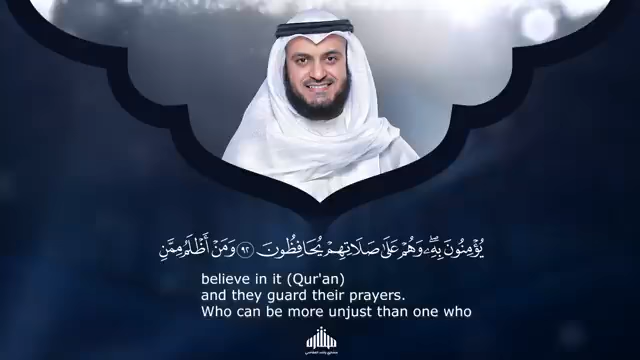 يُؤْمِنُونَ بِهِۦ ۖ وَهُمْ عَلَىٰ صَلَاتِهِمْ يُحَافِظُونَ ٩٢ وَمَنْ أَظْلَمُ مِمَّنِ
believe in it (Qur'an)
and they guard their prayers.
Who can be more unjust than one who